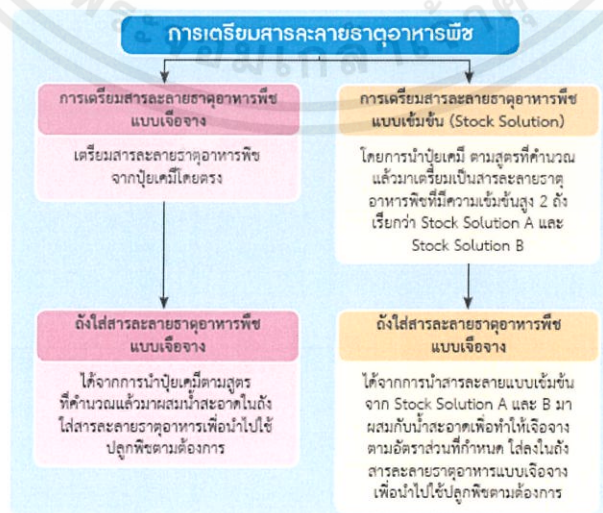 การเตรียมสารละลายธาตุอาหารพืช
การเตรียมสารละลายธาตุอาหารพืช
แบบเจือจาง
เตรียมสารละลายธาตุอาหารพืช
จากปุ๋ยเคมีโดยตรง
การเตรียมสารละลายธาตุอาหารพืช
แบบเข้มข้น (Stock Solution)
โดยการนำปุ๋ยเคมี ตามสูตรที่คำนวณ
แล้วมาเตรียมเป็นสารละลายธาตุ
อาหารพืชที่มีความเข้มข้นสูง 2 ถัง
เรียกว่า Stock Solution A และ
Stock Solution B
ถังใส่สารละลายธาตุอาหารพืช
แบบเจือจาง
ได้จากการนำปุ๋ยเคมีตามสูตร
ที่คำนวณแล้วมาผสมน้ำสะอาดในถัง
ใส่สารละลายธาตุอาหารเพื่อนำไปใช้
ปลูกพืชตามต้องการ
ถังใส่สารละลายธาตุอาหารพืช
แบบเจือจาง
ได้จากการนำสารละลายแบบเข้มข้น
จาก Stock Solution A และ B มา
ผสมกับน้ำสะอาดเพื่อทำให้เจือจาง
ตามอัตราส่วนที่กำหนด ใส่ลงในถัง
สารละลายธาตุอาหารแบบเจือจาง
เพื่อนำไปใช้ปลูกพืชตามต้องการ